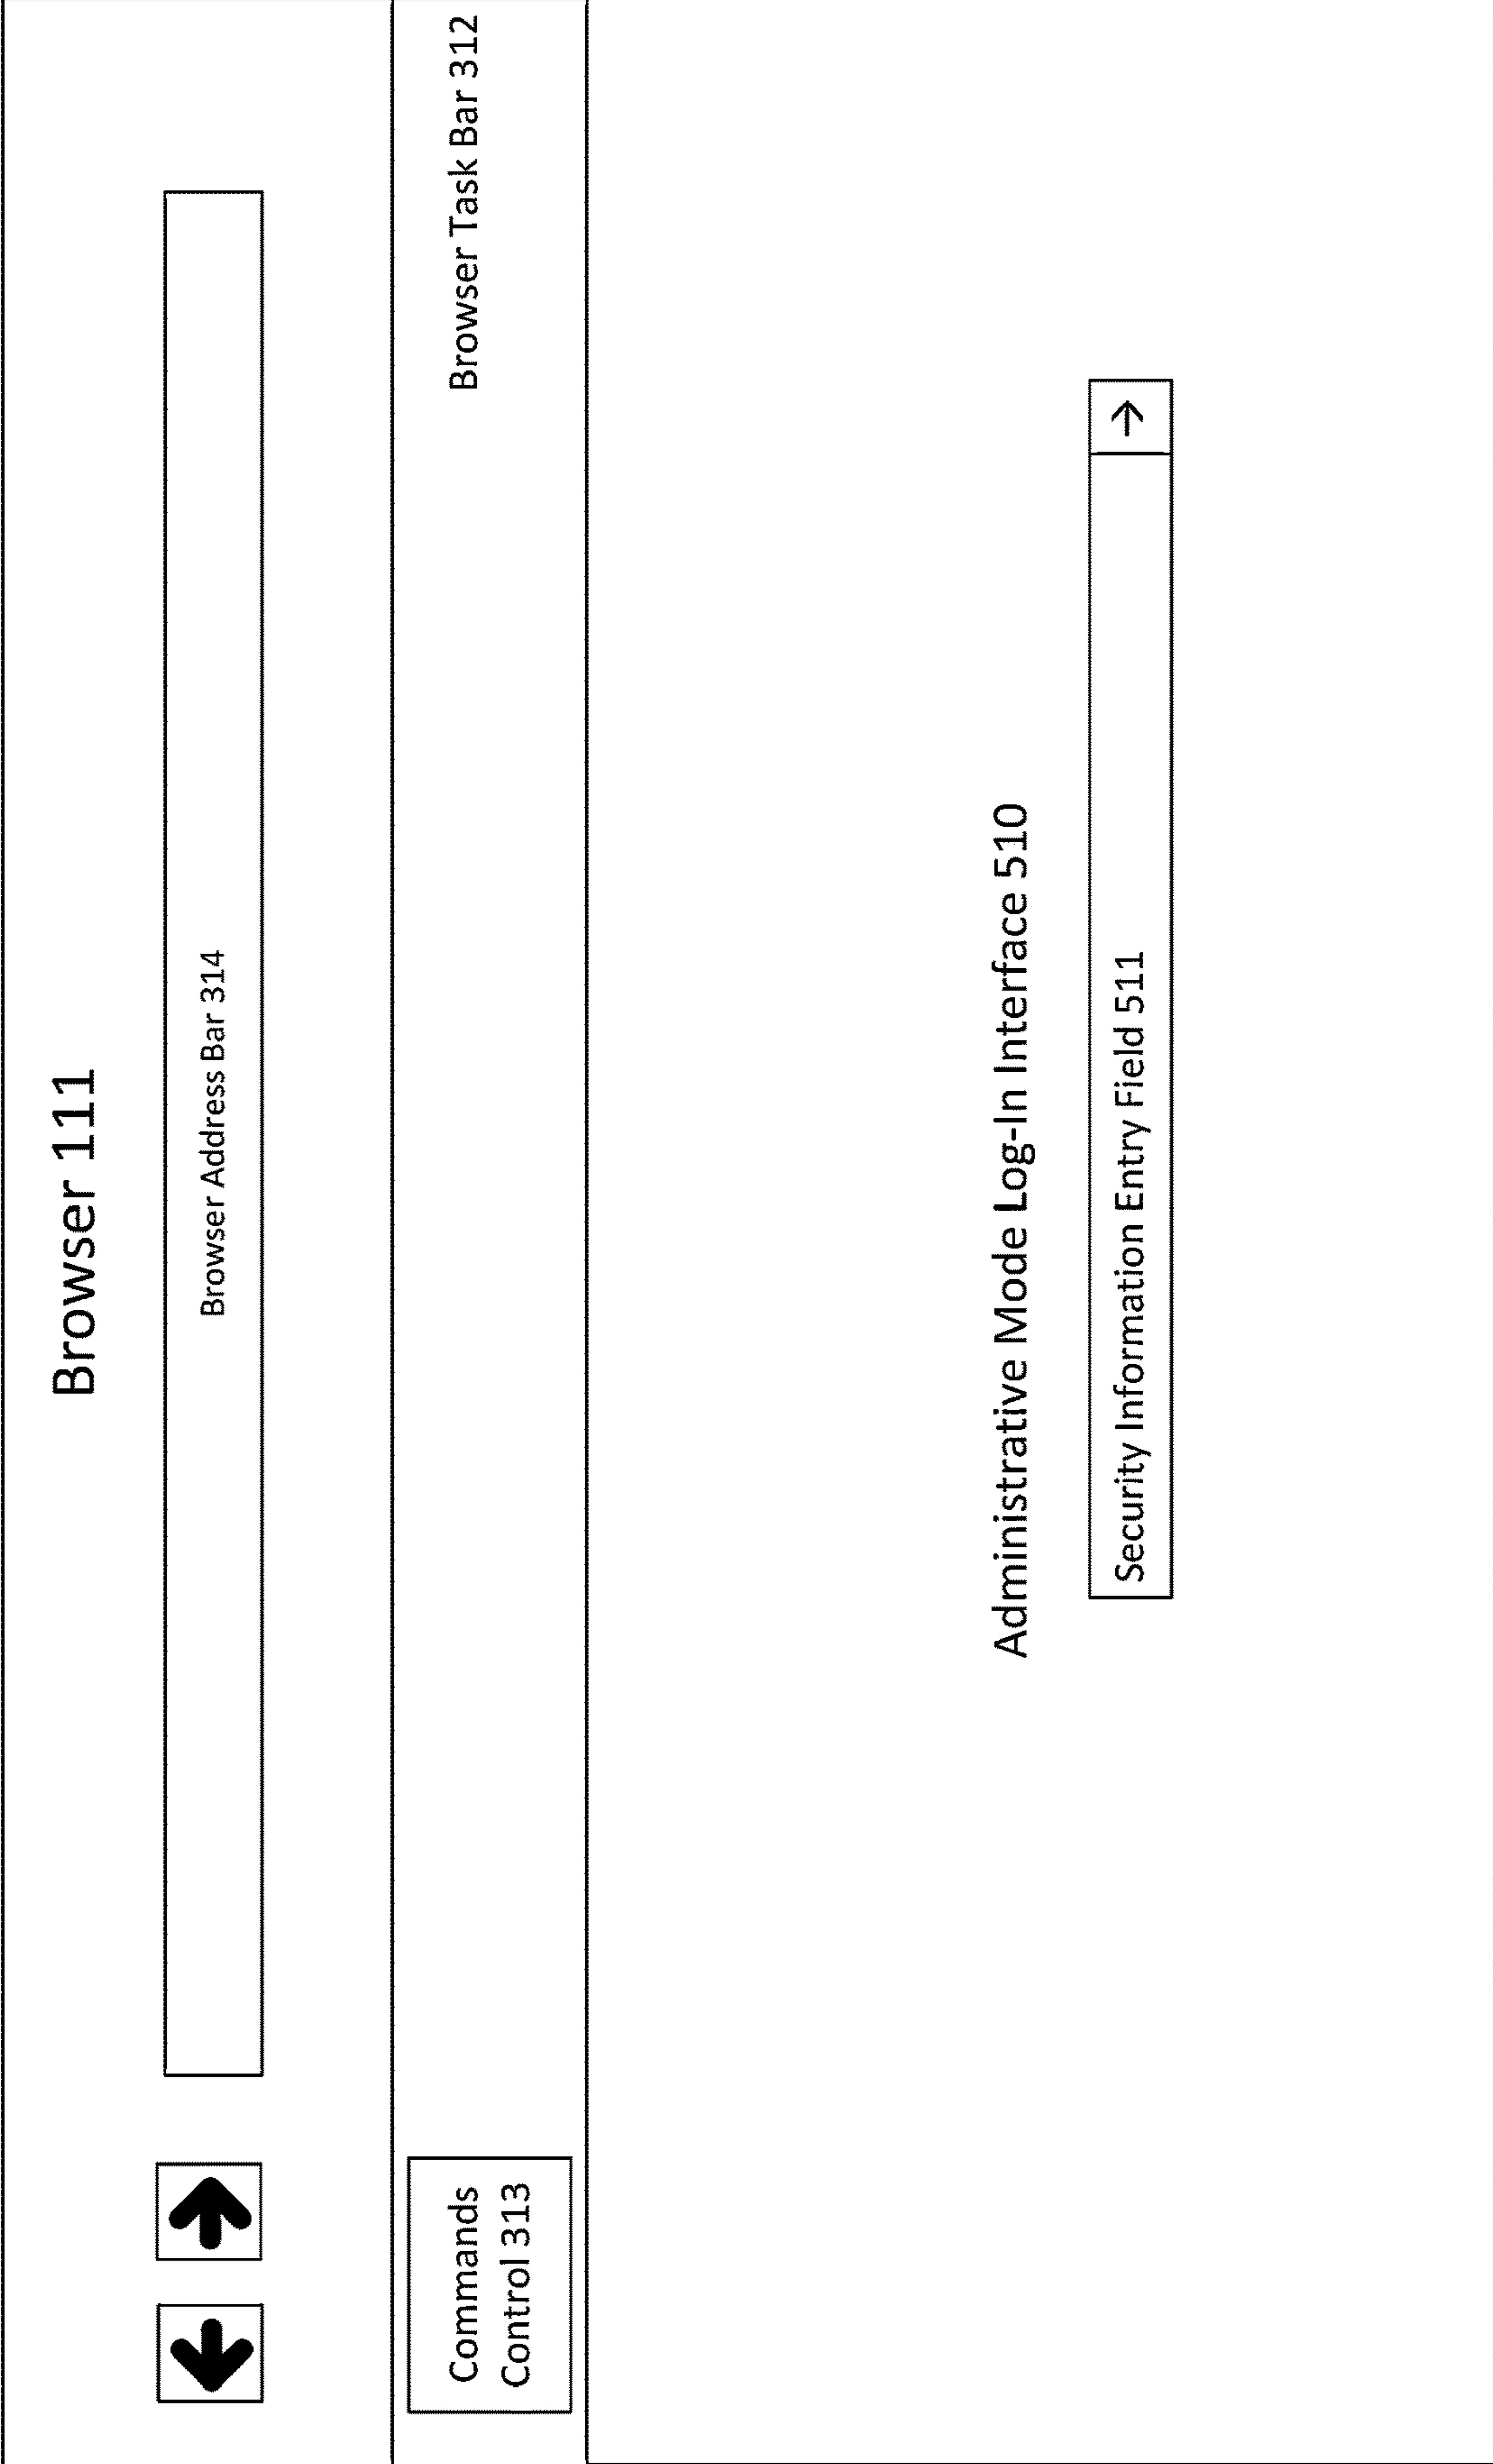 Browser 111
Browser Address Bar 314
Commands
Control 313
Browser Task Bar 312
Administrative Mode Log-In Interface 510
Security Information Entry Field 511